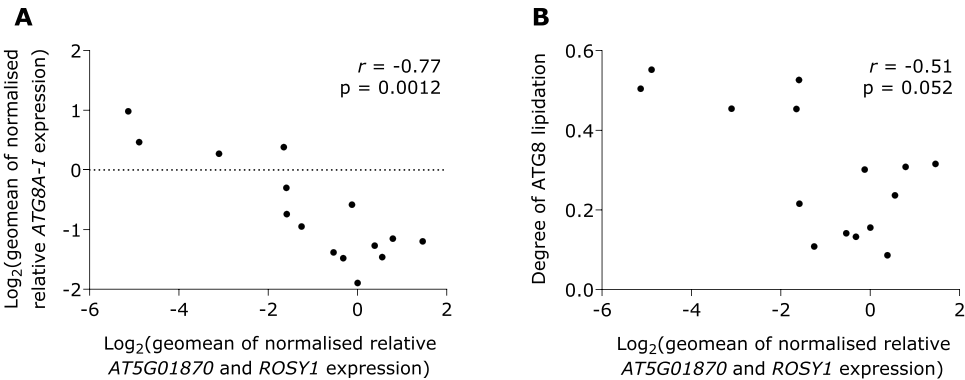 A
Log2(geomean of normalised
relative ATG8A-I expression)
2
1
0
-1
-2
r = -0.77
p = 0.0012
-6
-4
-2
0
2
Log2(geomean of normalised relative
AT5G01870 and ROSY1 expression)
B
Degree of ATG8 lipidation
0.6
0.4
0.2
0.0
r = -0.51
p = 0.052
-6
-4
-2
0
2
Log2(geomean of normalised relative
AT5G01870 and ROSY1 expression)